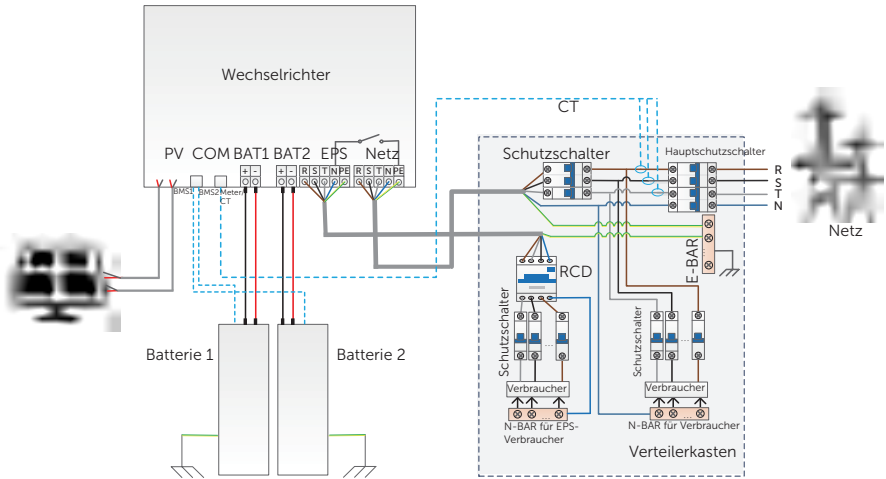 Wechselrichter
CT
PV COM BAT1 BAT2 EPS Netz
+ - + - R S T N PE R S T N PE
BMS1 BMS2 Meter/
CT
Schutzschalter
Hauptschutzschalter
R
S
T
N
Netz
E-BAR
RCD
Schutzschalter
Schutzschalter
...
...
Batterie 1
Batterie 2
Verbraucher
Verbraucher
...
...
N-BAR für EPS-
Verbraucher
N-BAR für Verbraucher
Verteilerkasten